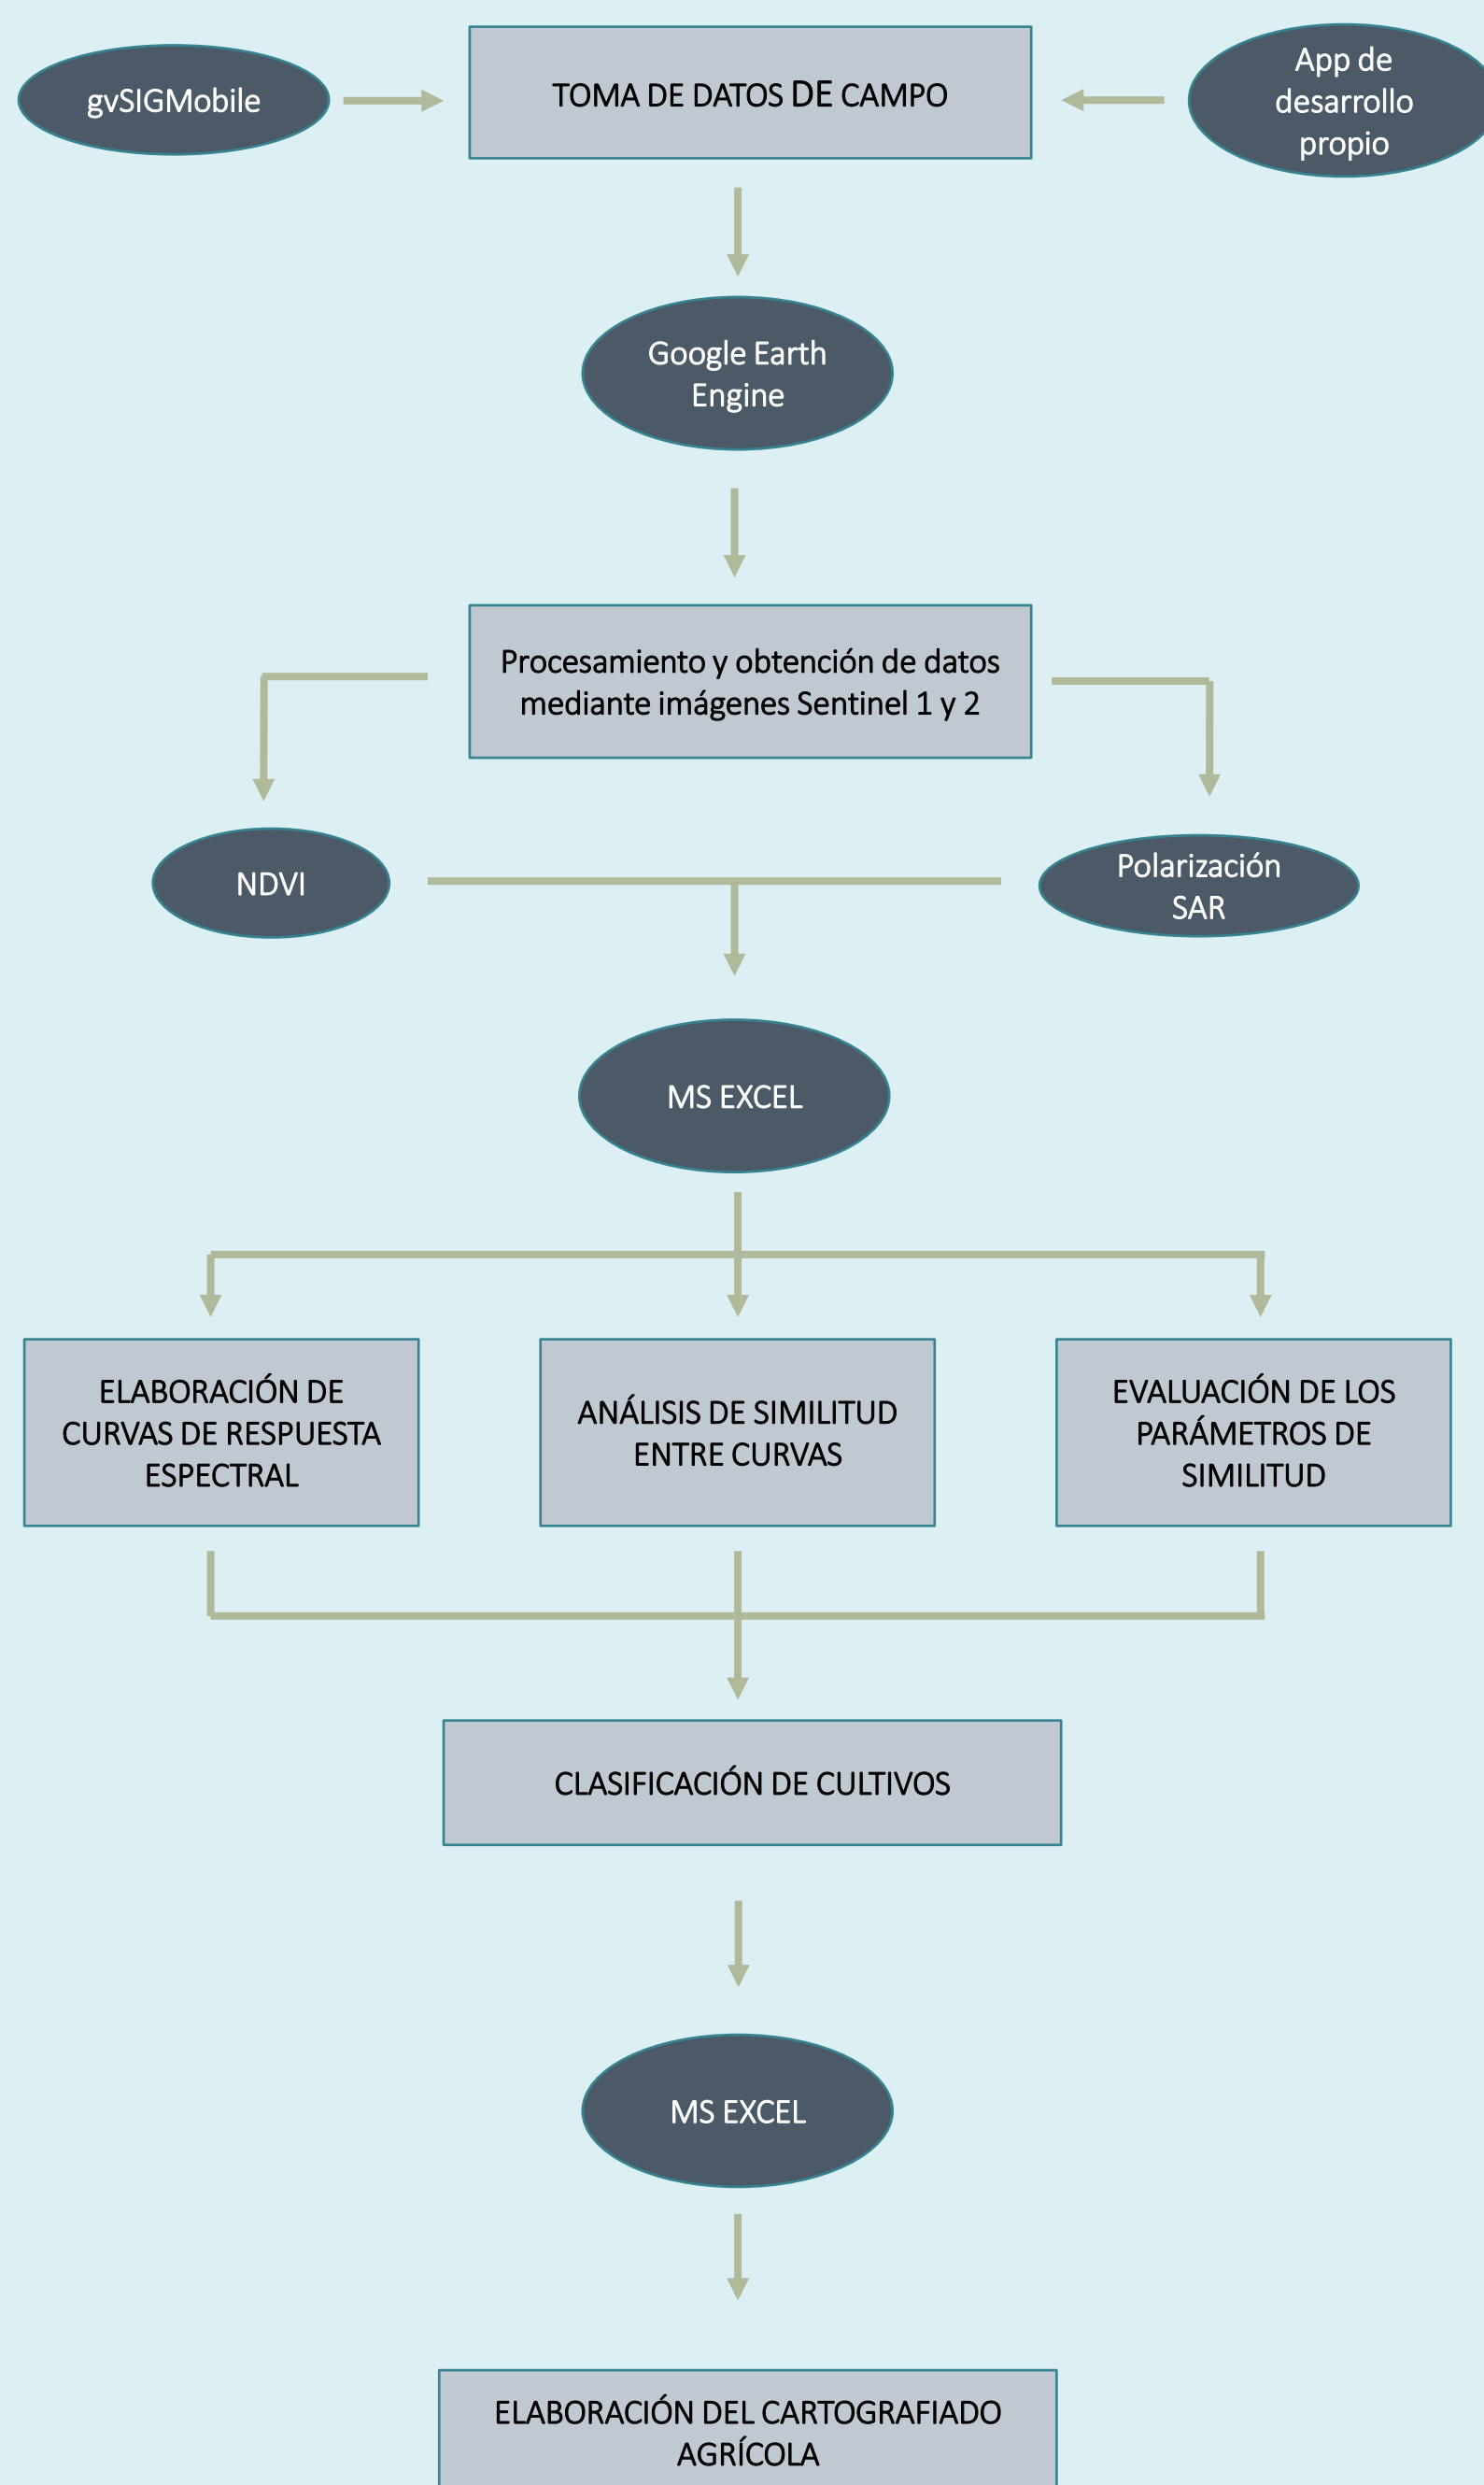 gvSIGMobile
TOMA DE DATOS DE CAMPO
App de
desarrollo
propio
Google Earth
Engine
Procesamiento y obtención de datos
mediante imágenes Sentinel 1 y 2
NDVI
Polarización
SAR
MS EXCEL
ELABORACIÓN DE
CURVAS DE RESPUESTA
ESPECTRAL
ANÁLISIS DE SIMILITUD
ENTRE CURVAS
EVALUACIÓN DE LOS
PARÁMETROS DE
SIMILITUD
CLASIFICACIÓN DE CULTIVOS
MS EXCEL
ELABORACIÓN DEL CARTOGRAFIADO
AGRÍCOLA